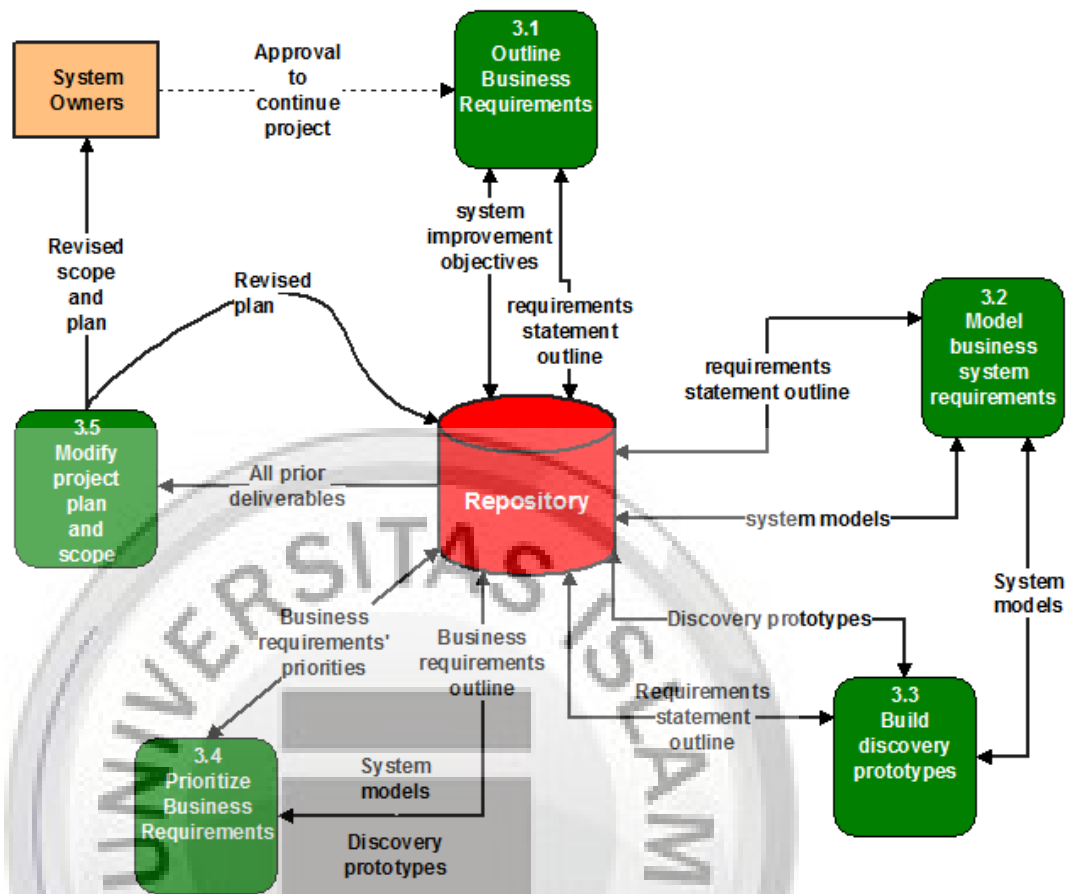 System
Owners
Approval
to
continue
project
3.1
Outline
Business
Requirements
system
improvement
objectives
requirements
statement
outline
Revised
scope
and
plan
Revised
plan
3.2
Model
business
system
requirements
requirements
statement outline
3.5
Modify
project
plan
and
scope
All prior
deliverables
Repository
system models
System
models
Business
requirements'
priorities
Business
requirements
outline
Discovery prototypes
Requirements
statement
outline
3.3
Build
discovery
prototypes
3.4
Prioritize
Business
Requirements
System
models
Discovery
prototypes
UNIVERSITAS ISLAM